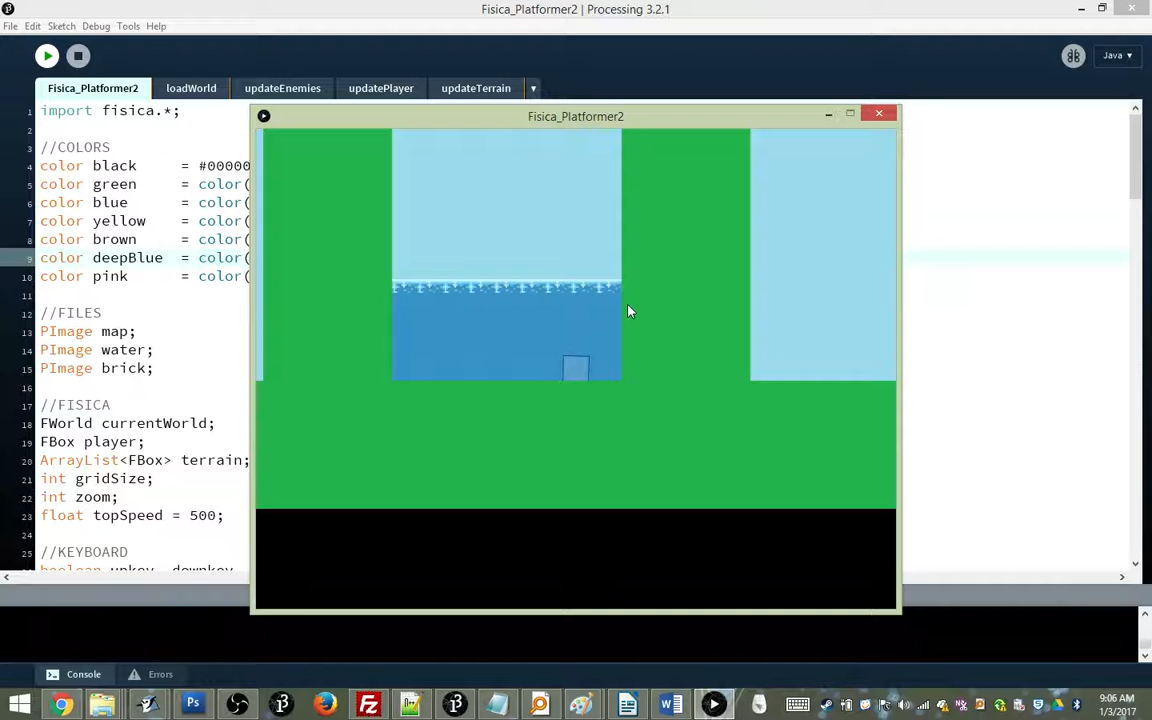 Fisica_Platformer2 | Processing 3.2.1
File Edit Sketch Debug Tools Help
Java ▾
Fisica_Platformer2 loadWorld updateEnemies updatePlayer updateTerrain ▾
Fisica_Platformer2
1 import fisica.*;
2
3 //COLORS
4 color black = #00000
5 color green = color(
6 color blue = color(
7 color yellow = color(
8 color brown = color(
9 color deepBlue = color(
10 color pink = color(
11
12 //FILES
13 PImage map;
14 PImage water;
15 PImage brick;
16
17 //FISICA
18 FWorld currentWorld;
19 FBox player;
20 ArrayList<FBox> terrain;
21 int gridSize;
22 int zoom;
23 float topSpeed = 500;
24
25 //KEYBOARD
boolean upkey, downkey
Console Errors
9:06 AM
1/3/2017